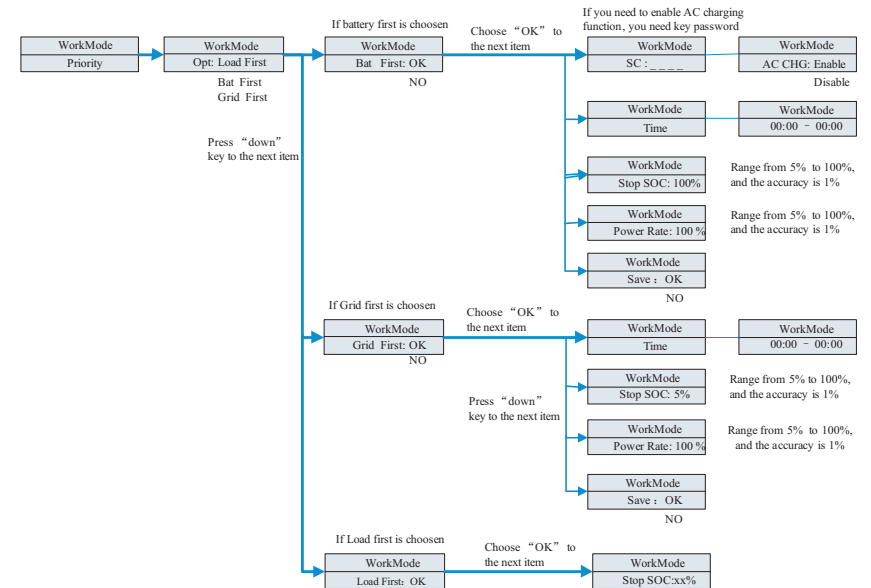 WorkMode
Priority
WorkMode
Opt: Load First
Bat First
Grid First
Press “down”
key to the next item
If battery first is choosen
WorkMode
Bat First: OK
NO
Choose “OK” to
the next item
If you need to enable AC charging
function, you need key password
WorkMode
SC : _ _ _ _
WorkMode
AC CHG: Enable
Disable
WorkMode
Time
WorkMode
00:00 - 00:00
WorkMode
Stop SOC: 100%
Range from 5% to 100%,
and the accuracy is 1%
WorkMode
Power Rate: 100 %
Range from 5% to 100%,
and the accuracy is 1%
WorkMode
Save : OK
NO
If Grid first is choosen
WorkMode
Grid First: OK
NO
Choose “OK” to
the next item
WorkMode
Time
WorkMode
00:00 - 00:00
Press “down”
key to the next item
WorkMode
Stop SOC: 5%
Range from 5% to 100%,
and the accuracy is 1%
WorkMode
Power Rate: 100 %
Range from 5% to 100%,
and the accuracy is 1%
WorkMode
Save : OK
NO
If Load first is choosen
WorkMode
Load First: OK
Choose “OK” to
the next item
WorkMode
Stop SOC:xx%